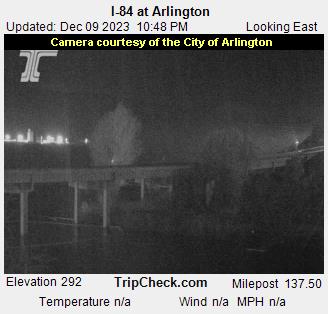 I-84 at Arlington
Updated: Dec 09 2023 10:48 PM Looking East
Camera courtesy of the City of Arlington
Elevation 292 TripCheck.com Milepost 137.50
Temperature n/a Wind n/a MPH n/a